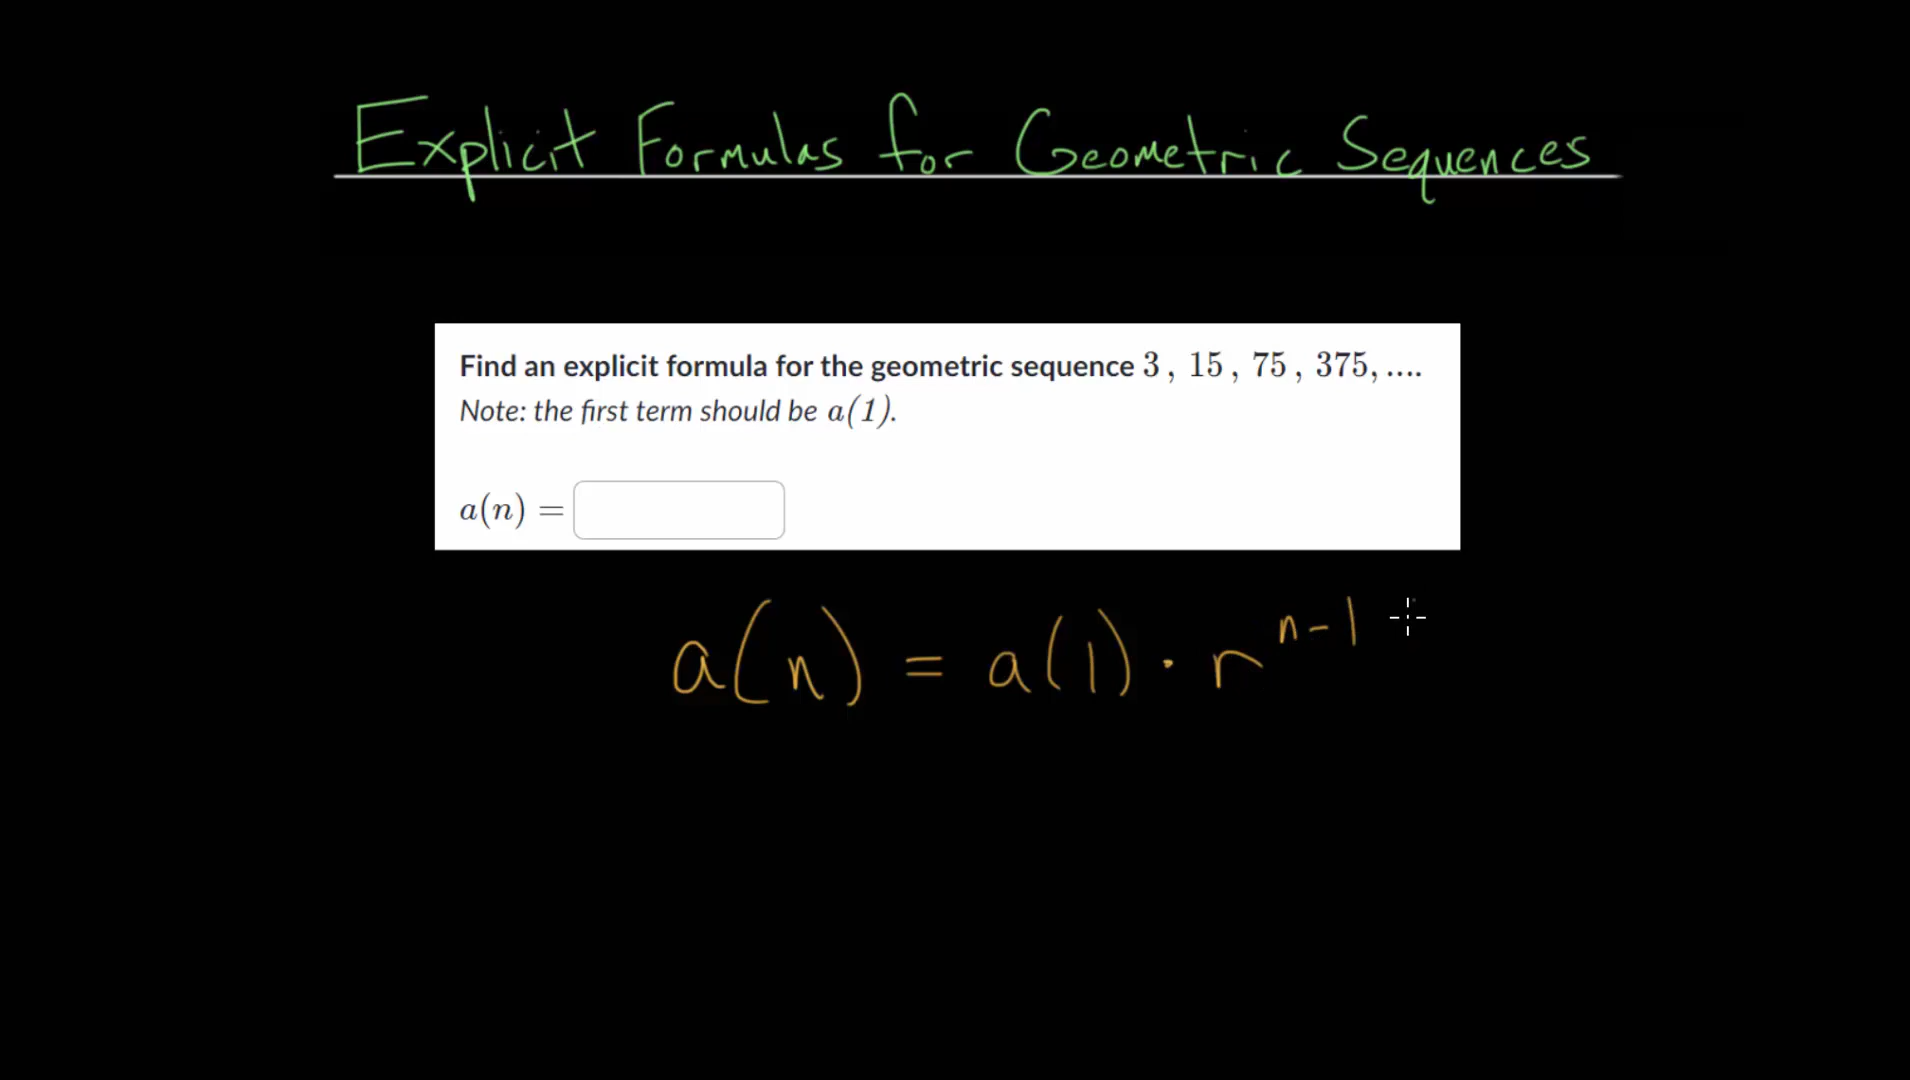 Explicit Formulas for Geometric Sequences
Find an explicit formula for the geometric sequence 3 , 15 , 75 , 375, ....
Note: the first term should be a(1).
a(n) =
a(n) = a(1) · r^{n-1}